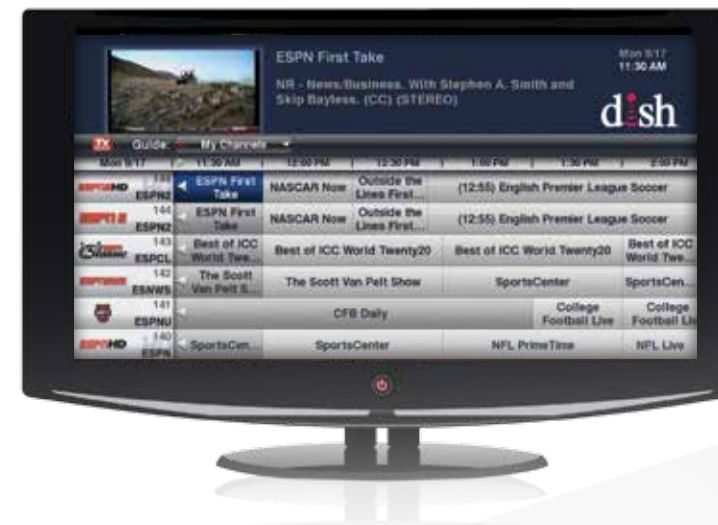 ESPN First Take
Mon 9/17
11:30 AM
NR - News/Business. With Stephen A. Smith and
Skip Bayless. (CC) (STEREO)
dish
Guide: My Channels
Mon 9/17 11:30 AM 12:00 PM 12:30 PM 1:00 PM 1:30 PM 2:00 PM
144 ESPN2 ESPN First Take NASCAR Now Outside the Lines First... (12:55) English Premier League Soccer
144 ESPN2 ESPN First Take NASCAR Now Outside the Lines First... (12:55) English Premier League Soccer
143 ESPCL Best of ICC World Twe... Best of ICC World Twenty20 Best of ICC World Twenty20 Best of ICC World Twe...
142 ESNWS The Scott Van Pelt S... The Scott Van Pelt Show SportsCenter SportsCen...
141 ESPNU CFB Daily College Football Live College Football Liv
140 ESPN SportsCen... SportsCenter NFL PrimeTime NFL Live